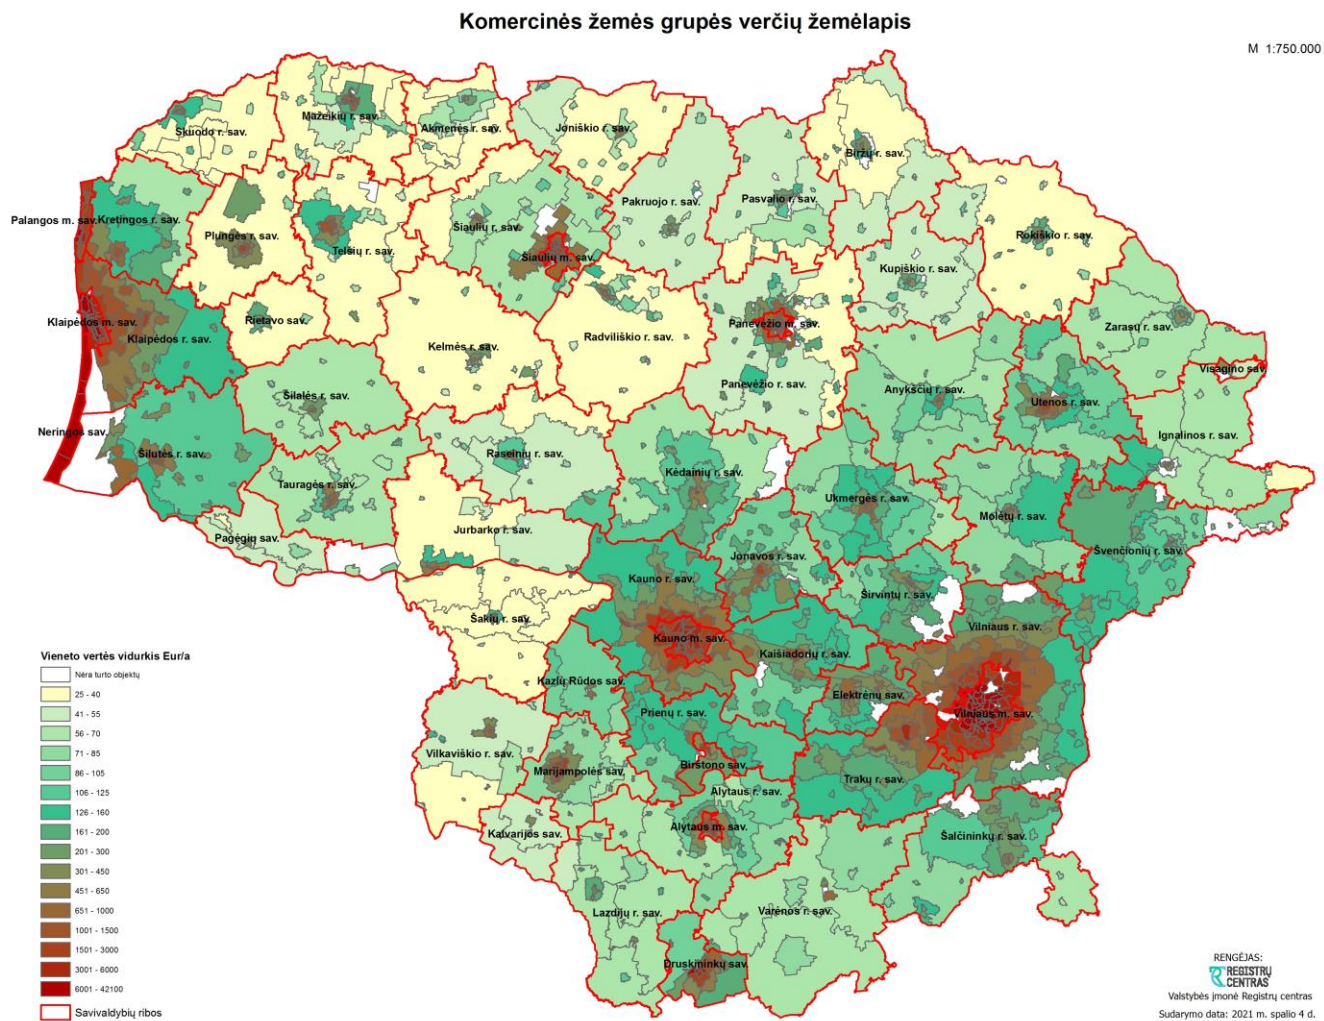 Komercinės žemės grupės verčių žemėlapis
M 1:750.000
Skuodo r. sav.
Mažeikių r. sav.
Akmenės r. sav.
Joniškio r. sav.
Biržų r. sav.
Palangos m. sav.
Kretingos r. sav.
Plungės r. sav.
Telšių r. sav.
Šiaulių r. sav.
Šiaulių m. sav.
Pakruojo r. sav.
Pasvalio r. sav.
Rokiškio r. sav.
Kupiškio r. sav.
Klaipėdos m. sav.
Klaipėdos r. sav.
Rietavo sav.
Kelmės r. sav.
Radviliškio r. sav.
Panevėžio m. sav.
Panevėžio r. sav.
Zarasų r. sav.
Visagino sav.
Anykščių r. sav.
Utenos r. sav.
Ignalinos r. sav.
Šilalės r. sav.
Neringos sav.
Šilutės r. sav.
Raseinių r. sav.
Kėdainių r. sav.
Tauragės r. sav.
Ukmergės r. sav.
Molėtų r. sav.
Švenčionių r. sav.
Pagėgių sav.
Jurbarko r. sav.
Jonavos r. sav.
Kauno r. sav.
Širvintų r. sav.
Šakių r. sav.
Kauno m. sav.
Vilniaus r. sav.
Kaišiadorių r. sav.
Kazlų Rūdos sav.
Elektrėnų sav.
Prienų r. sav.
Vilniaus m. sav.
Vilkaviškio r. sav.
Marijampolės sav.
Birštono sav.
Trakų r. sav.
Alytaus r. sav.
Kalvarijos sav.
Alytaus m. sav.
Šalčininkų r. sav.
Lazdijų r. sav.
Varėnos r. sav.
Druskininkų sav.
Vieneto vertės vidurkis Eur/a
Nėra turto objektų
25 - 40
41 - 55
56 - 70
71 - 85
86 - 105
106 - 125
126 - 160
161 - 200
201 - 300
301 - 450
451 - 650
651 - 1000
1001 - 1500
1501 - 3000
3001 - 6000
6001 - 42100
Savivaldybių ribos
RENGĖJAS:
REGISTRŲ
CENTRAS
Valstybės įmonė Registrų centras
Sudarymo data: 2021 m. spalio 4 d.